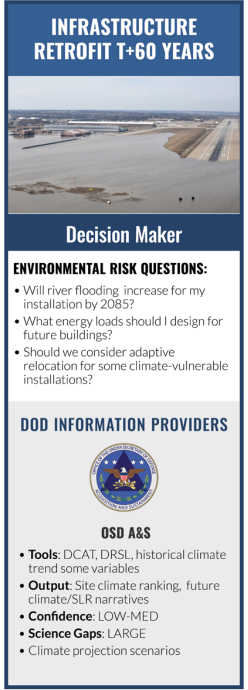 INFRASTRUCTURE
RETROFIT T+60 YEARS
Decision Maker
ENVIRONMENTAL RISK QUESTIONS:
• Will river flooding increase for my
installation by 2085?
• What energy loads should I design for
future buildings?
• Should we consider adaptive
relocation for some climate-vulnerable
installations?
DOD INFORMATION PROVIDERS
OFFICE OF THE UNDER SECRETARY OF DEFENSE
ACQUISITION AND SUSTAINMENT
OSD A&S
• Tools: DCAT, DRSL, historical climate
trend some variables
• Output: Site climate ranking, future
climate/SLR narratives
• Confidence: LOW-MED
• Science Gaps: LARGE
• Climate projection scenarios